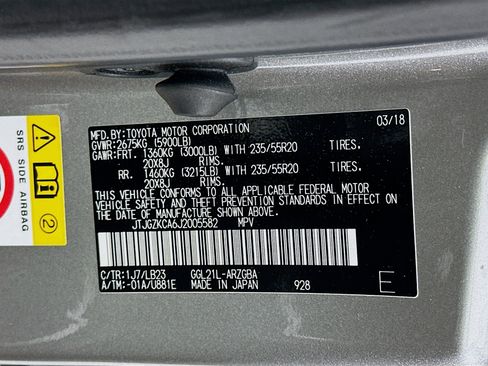 03/18
MFD. BY: TOYOTA MOTOR CORPORATION
GVWR: 2675KG (5900LB)
GAWR: FRT. 1360KG (3000LB) WITH 235/55R20 TIRES.
20X8J RIMS.
RR. 1460KG (3215LB) WITH 235/55R20 TIRES.
20X8J RIMS.
THIS VEHICLE CONFORMS TO ALL APPLICABLE FEDERAL MOTOR
VEHICLE SAFETY AND THEFT PREVENTION STANDARDS IN EFFECT ON THE
DATE OF MANUFACTURE SHOWN ABOVE.
JTJGZKCA6J2005582 MPV
C/TR: 1J7/LB23 GGL21L-ARZGBA
A/TM: -01A/U881E MADE IN JAPAN 928 E
SRS SIDE AIRBAG
2